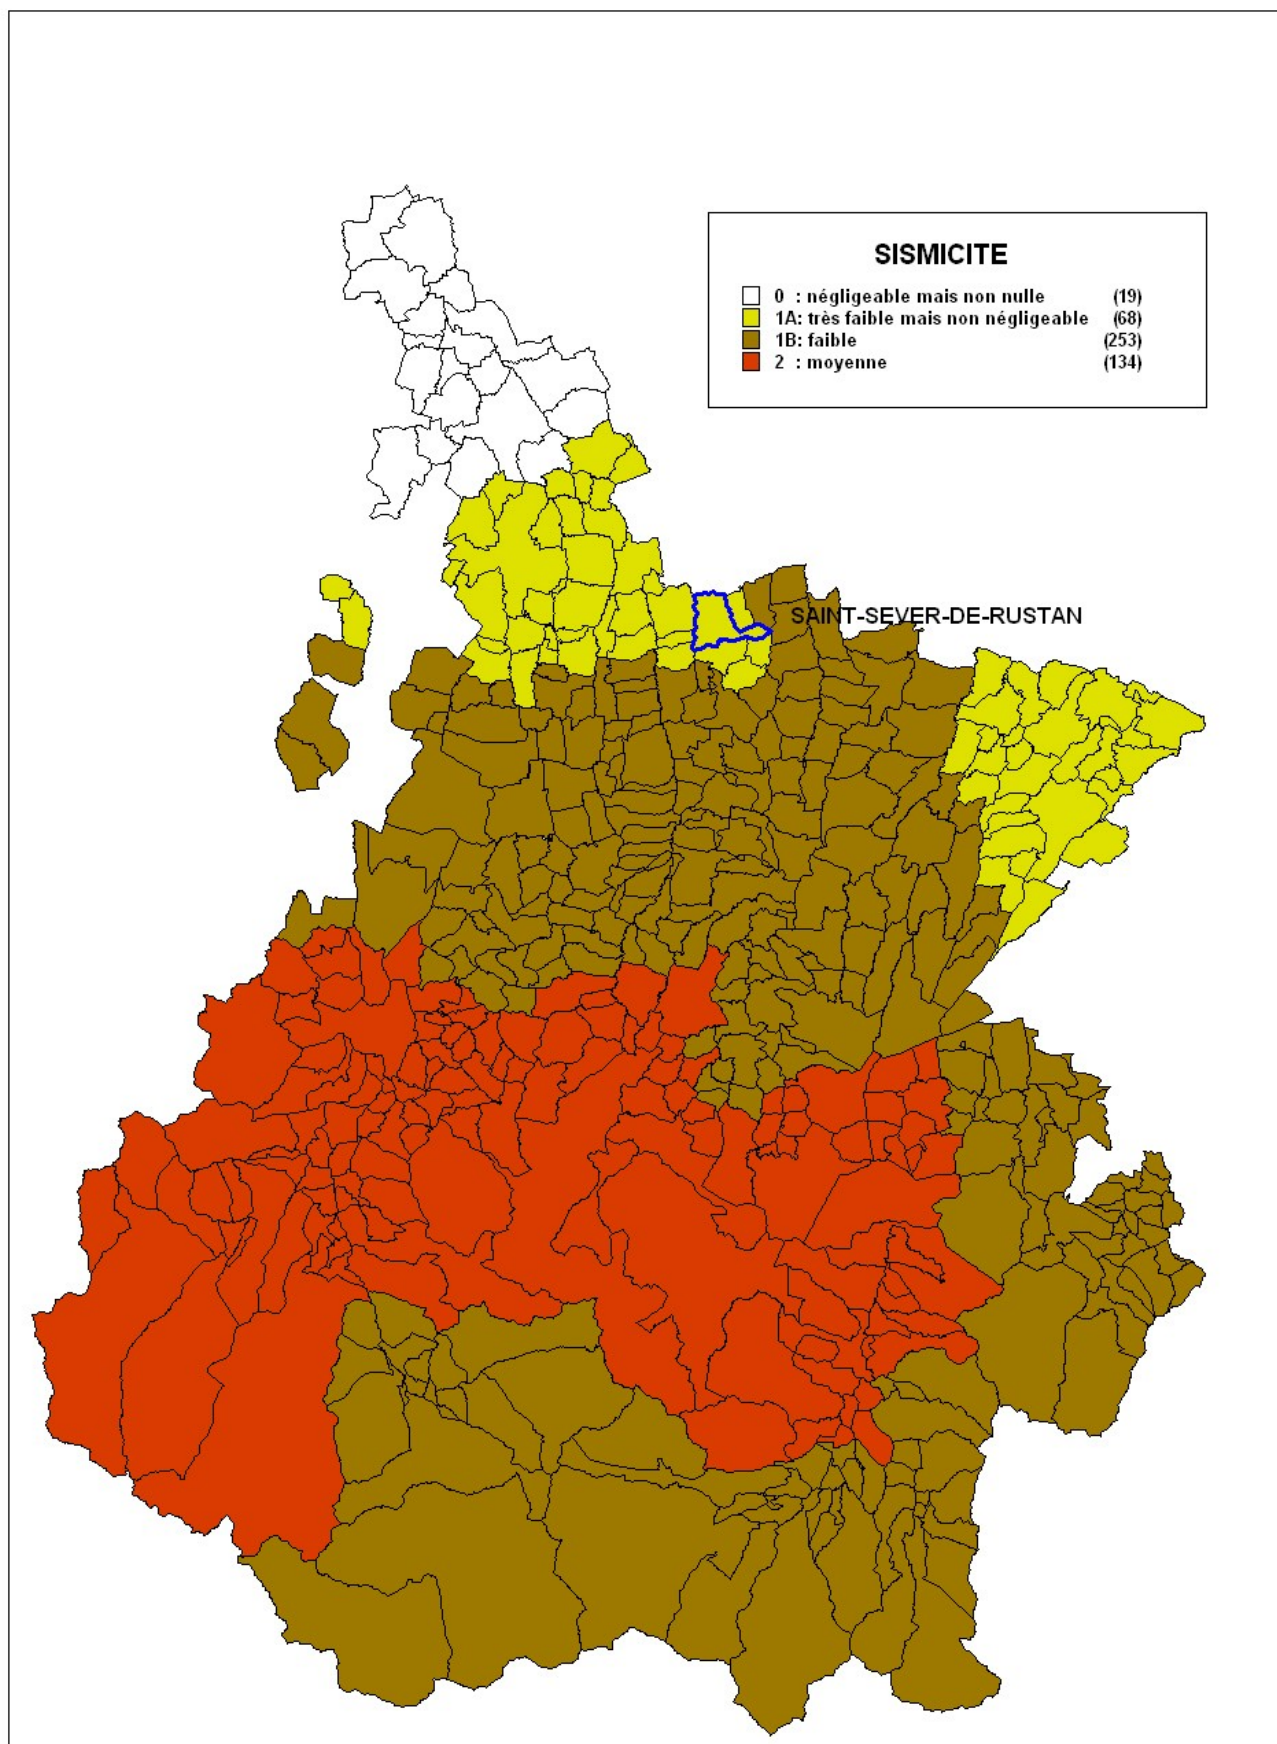 SISMICITE
0 : négligeable mais non nulle (19)
1A: très faible mais non négligeable (68)
1B: faible (253)
2 : moyenne (134)
SAINT-SEVER-DE-RUSTAN